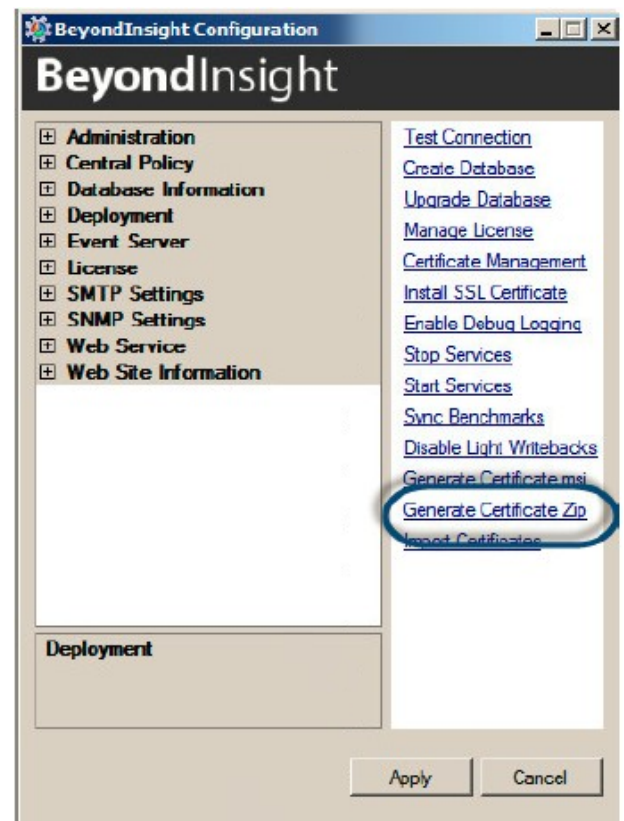 BeyondInsight Configuration
BeyondInsight
Administration
Central Policy
Database Information
Deployment
Event Server
License
SMTP Settings
SNMP Settings
Web Service
Web Site Information
Test Connection
Create Database
Upgrade Database
Manage License
Certificate Management
Install SSL Certificate
Enable Debug Logging
Stop Services
Start Services
Sync Benchmarks
Disable Light Writebacks
Generate Certificate.msi
Generate Certificate Zip
Import Certificates
Deployment
Apply Cancel